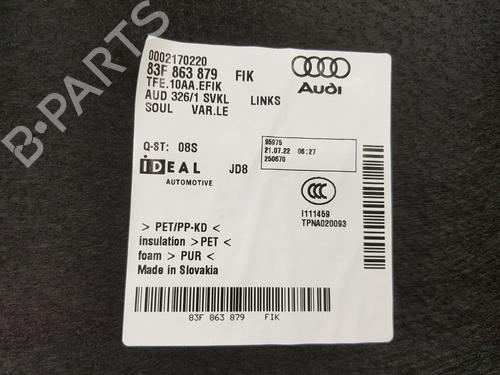 0002170220
83F 863 879 FIK
TFE.10AA.EFIK
AUD 326/1 SVKL LINKS
SOUL VAR.LE
Audi
Q-ST: 08S
95975
21.07.22 06:27
250670
iDEAL
AUTOMOTIVE
JD8
CCC
I111459
TPNA020093
> PET/PP-KD <
insulation >PET <
foam > PUR <
Made in Slovakia
83F 863 879 FIK
B-PARTS